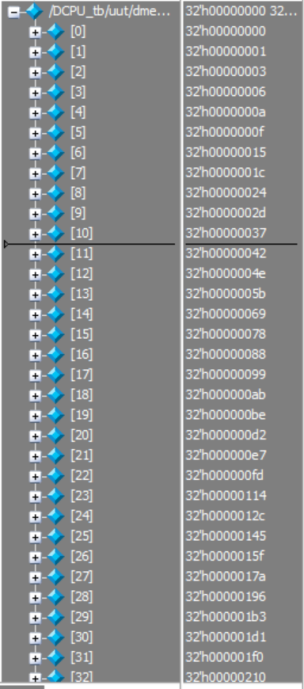 /DCPU_tb/uut/dme... 32'h00000000 32...
[0] 32'h00000000
[1] 32'h00000001
[2] 32'h00000003
[3] 32'h00000006
[4] 32'h0000000a
[5] 32'h0000000f
[6] 32'h00000015
[7] 32'h0000001c
[8] 32'h00000024
[9] 32'h0000002d
[10] 32'h00000037
[11] 32'h00000042
[12] 32'h0000004e
[13] 32'h0000005b
[14] 32'h00000069
[15] 32'h00000078
[16] 32'h00000088
[17] 32'h00000099
[18] 32'h000000ab
[19] 32'h000000be
[20] 32'h000000d2
[21] 32'h000000e7
[22] 32'h000000fd
[23] 32'h00000114
[24] 32'h0000012c
[25] 32'h00000145
[26] 32'h0000015f
[27] 32'h0000017a
[28] 32'h00000196
[29] 32'h000001b3
[30] 32'h000001d1
[31] 32'h000001f0
[32] 32'h00000210